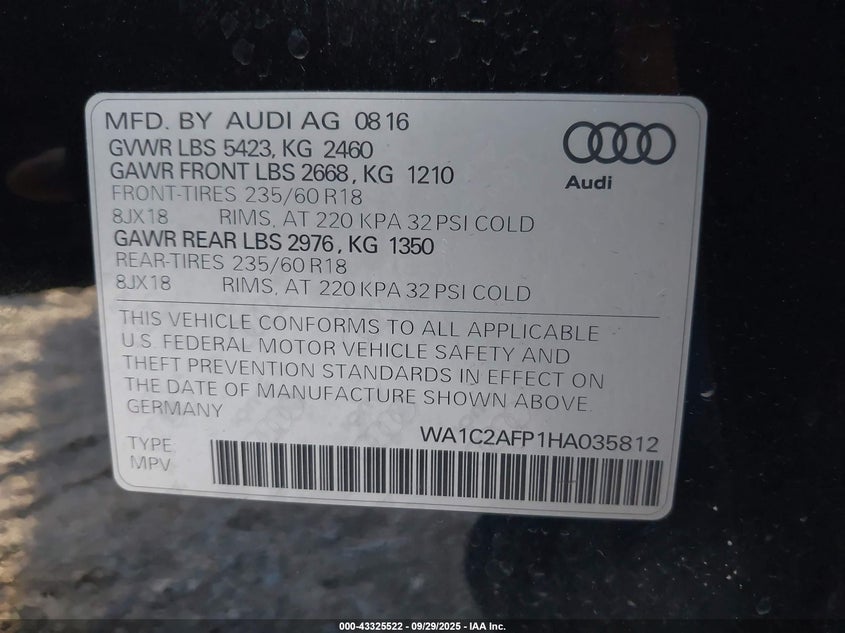 MFD. BY AUDI AG 0816
GVWR LBS 5423, KG 2460
GAWR FRONT LBS 2668, KG 1210
FRONT-TIRES 235/60 R18
8JX18 RIMS, AT 220 KPA 32 PSI COLD
GAWR REAR LBS 2976, KG 1350
REAR-TIRES 235/60 R18
8JX18 RIMS, AT 220 KPA 32 PSI COLD
Audi
THIS VEHICLE CONFORMS TO ALL APPLICABLE
U.S. FEDERAL MOTOR VEHICLE SAFETY AND
THEFT PREVENTION STANDARDS IN EFFECT ON
THE DATE OF MANUFACTURE SHOWN ABOVE
GERMANY
WA1C2AFP1HA035812
TYPE
MPV
000-43325522 - 09/29/2025 - IAA Inc.